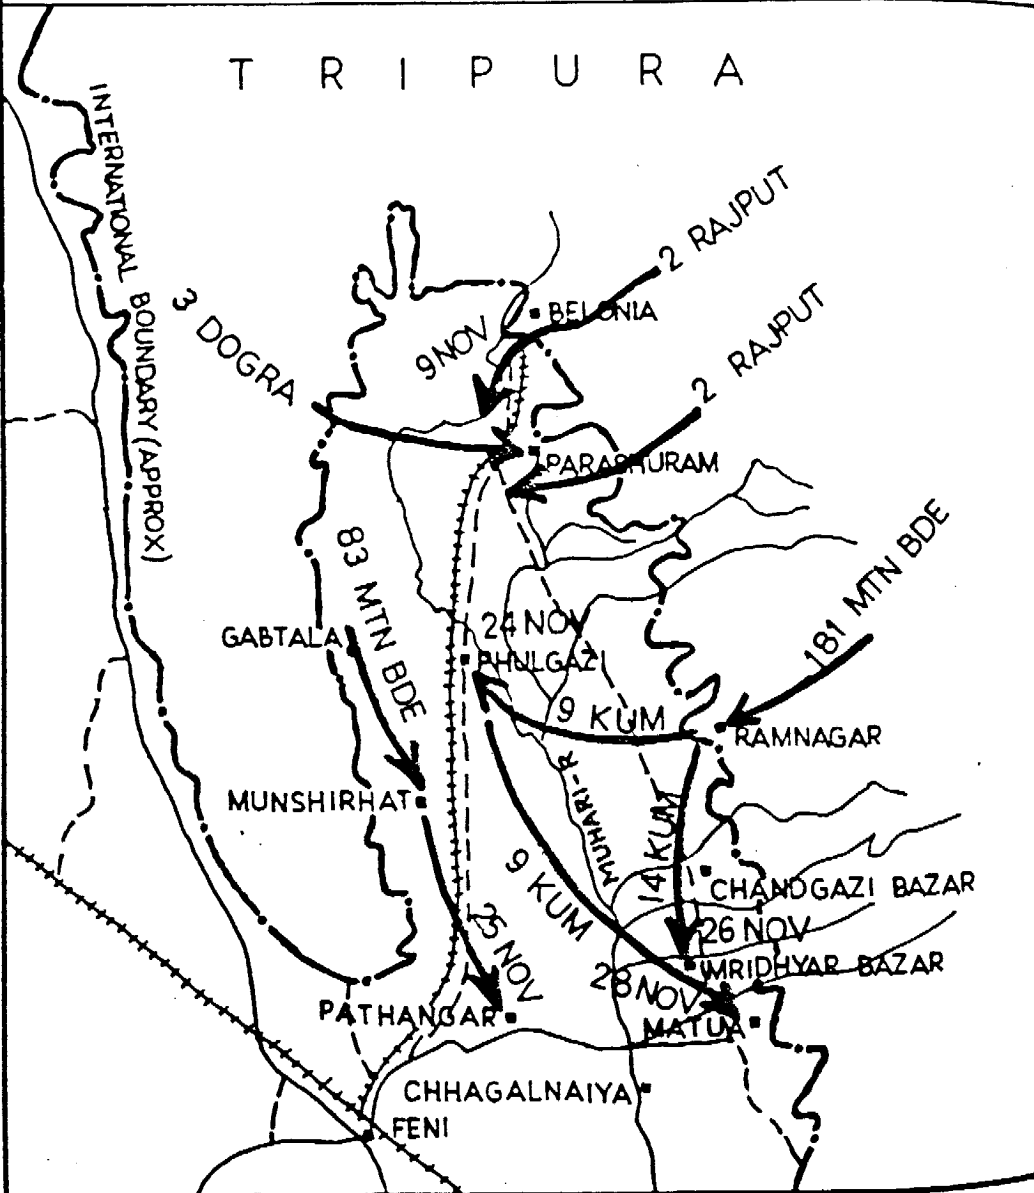 TRIPURA
INTERNATIONAL BOUNDARY (APPROX)
2 RAJPUT
BELONIA
9 NOV
3 DOGRA
2 RAJPUT
PARASHURAM
83 MTN BDE
181 MTN BDE
24 NOV
GABTALA
PHULGAZI
9 KUM
RAMNAGAR
MUNSHIRHAT
MUHARI-R
14 KUM
9 KUM
CHANDGAZI BAZAR
25 NOV
26 NOV
MRIDHYAR BAZAR
28 NOV
PATHANGAR
MATUA
CHHAGALNAIYA
FENI